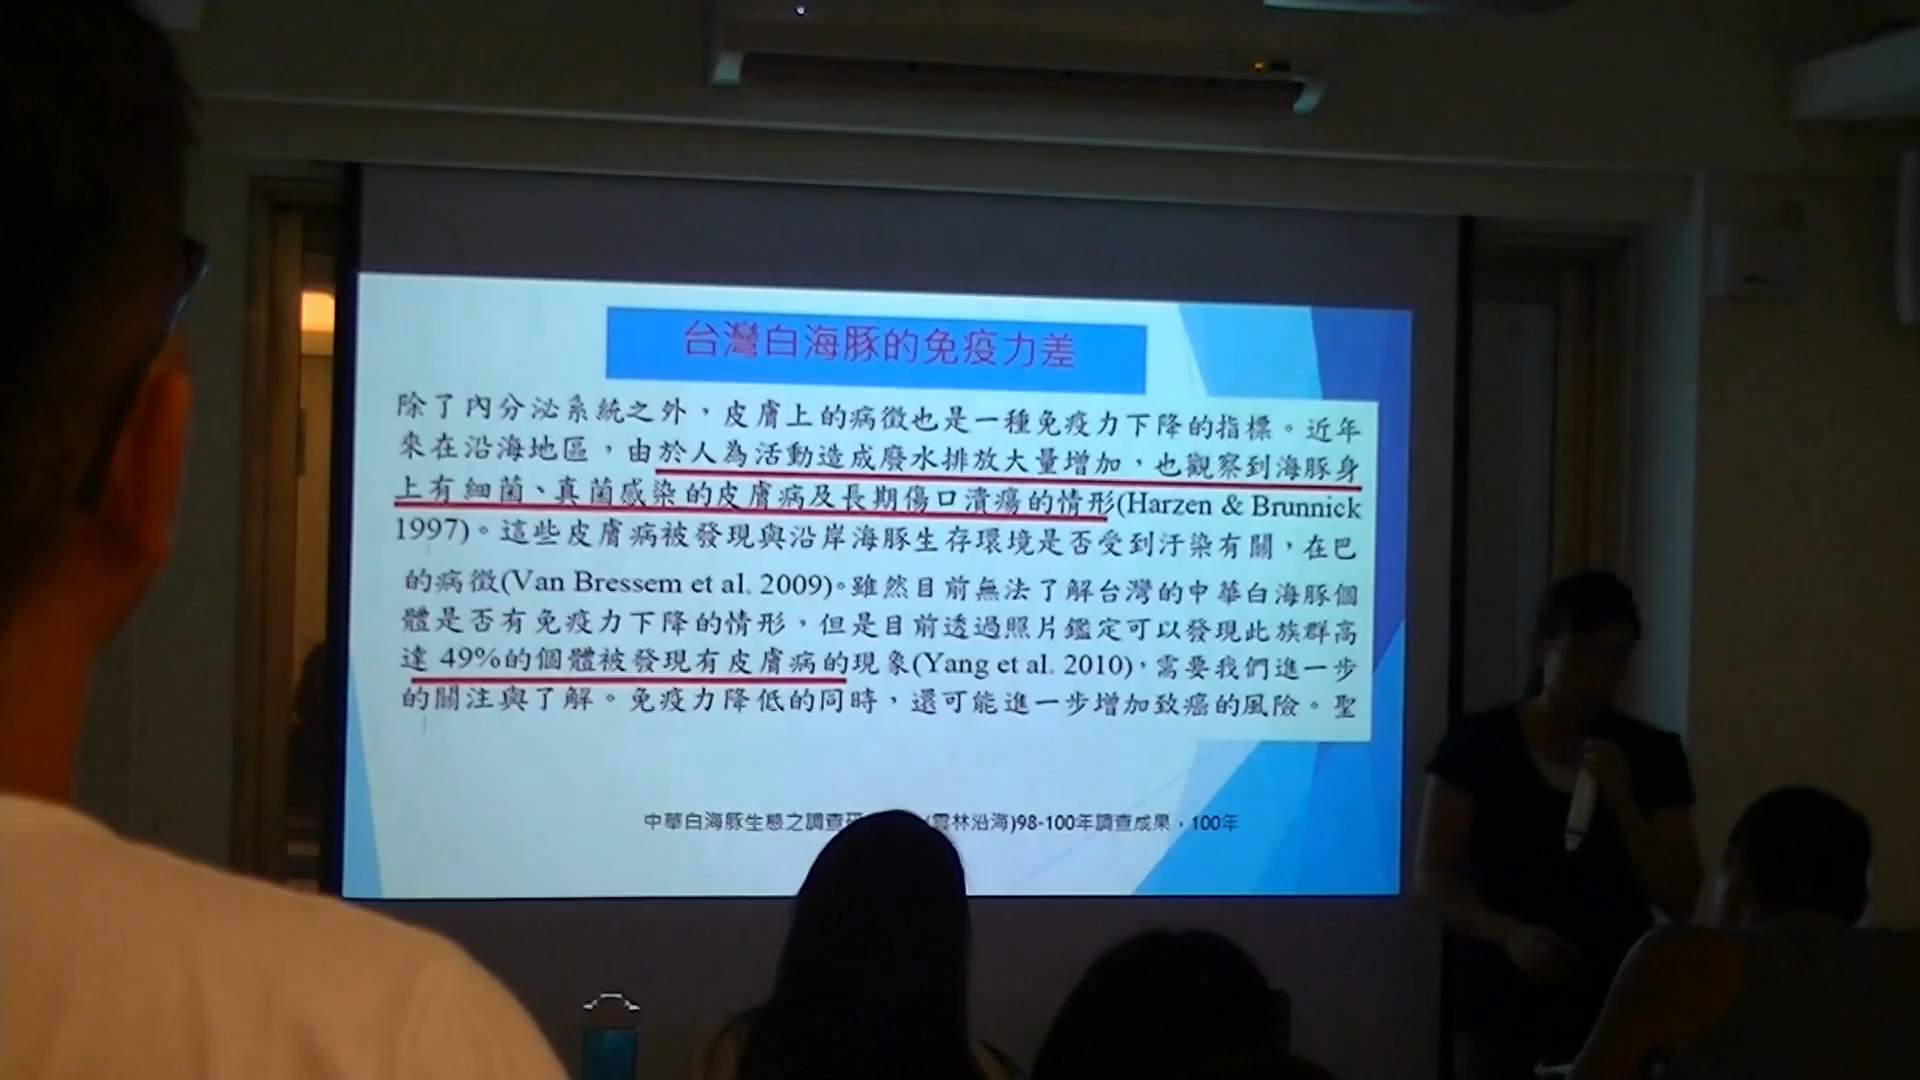 台灣白海豚的免疫力差
除了內分泌系統之外，皮膚上的病徵也是一種免疫力下降的指標。近年
來在沿海地區，由於人為活動造成廢水排放大量增加，也觀察到海豚身
上有細菌、真菌感染的皮膚病及長期傷口潰瘍的情形(Harzen & Brunnick
1997)。這些皮膚病被發現與沿岸海豚生存環境是否受到汙染有關，在巴
的病徵(Van Bressem et al. 2009)。雖然目前無法了解台灣的中華白海豚個
體是否有免疫力下降的情形，但是目前透過照片鑑定可以發現此族群高
達 49%的個體被發現有皮膚病的現象(Yang et al. 2010)，需要我們進一步
的關注與了解。免疫力降低的同時，還可能進一步增加致癌的風險。聖
中華白海豚生態之調查 (雲林沿海)98-100年調查成果，100年